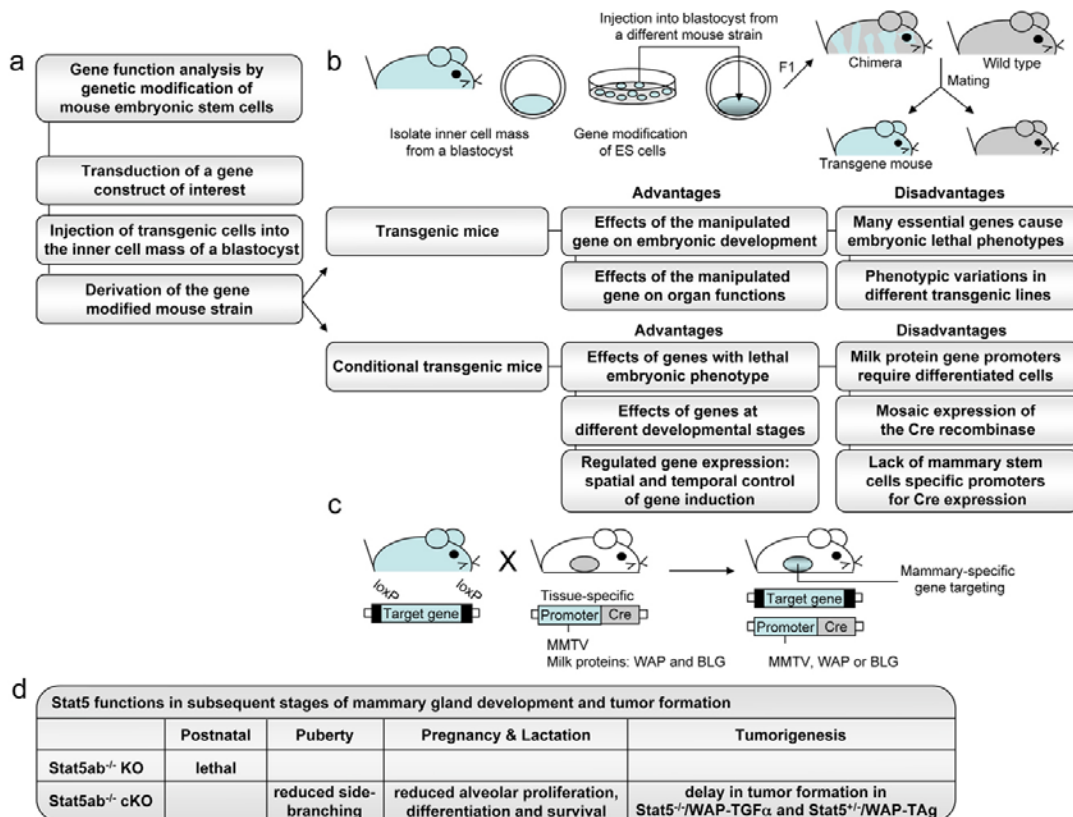 a
Gene function analysis by
genetic modification of
mouse embryonic stem cells
Transduction of a gene
construct of interest
Injection of transgenic cells into
the inner cell mass of a blastocyst
Derivation of the gene
modified mouse strain
b
Injection into blastocyst from
a different mouse strain
Isolate inner cell mass
from a blastocyst
Gene modification
of ES cells
F1
Chimera
Wild type
Mating
Transgene mouse
Advantages
Disadvantages
Transgenic mice
Effects of the manipulated
gene on embryonic development
Many essential genes cause
embryonic lethal phenotypes
Effects of the manipulated
gene on organ functions
Phenotypic variations in
different transgenic lines
Advantages
Disadvantages
Conditional transgenic mice
Effects of genes with lethal
embryonic phenotype
Milk protein gene promoters
require differentiated cells
Effects of genes at
different developmental stages
Mosaic expression of
the Cre recombinase
Regulated gene expression:
spatial and temporal control
of gene induction
Lack of mammary stem
cells specific promoters
for Cre expression
c
loxP
loxP
Target gene
X
Tissue-specific
Promoter
Cre
MMTV
Milk proteins: WAP and BLG
Mammary-specific
gene targeting
Target gene
Promoter
Cre
MMTV, WAP or BLG
d
Stat5 functions in subsequent stages of mammary gland development and tumor formation
Postnatal
Puberty
Pregnancy & Lactation
Tumorigenesis
Stat5ab-/- KO
lethal
Stat5ab-/- cKO
reduced side-
branching
reduced alveolar proliferation,
differentiation and survival
delay in tumor formation in
Stat5-/-/WAP-TGFα and Stat5+/-/WAP-TAg